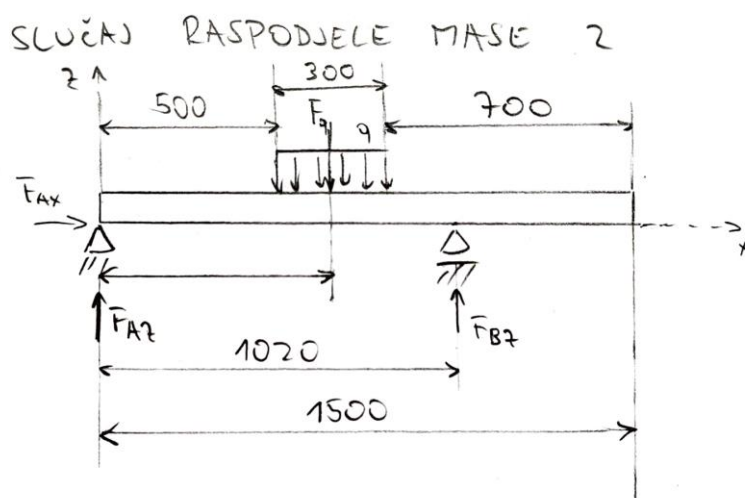 SLUČAJ RASPODJELE MASE 2
z
300
500
Fq
q
700
FAX
x
FAZ
FBZ
1020
1500